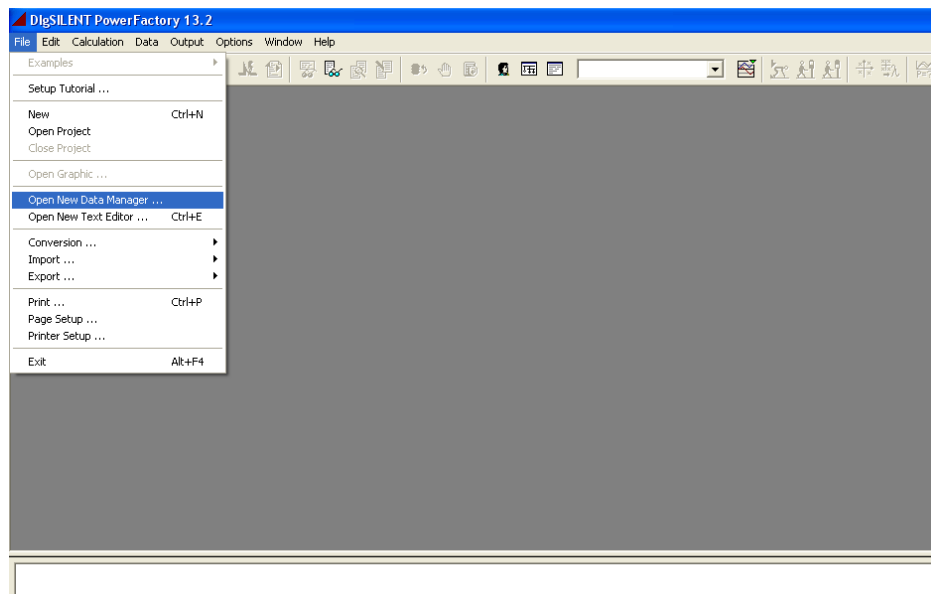 DIgSILENT PowerFactory 13.2
File Edit Calculation Data Output Options Window Help
Examples
Setup Tutorial ...
New Ctrl+N
Open Project
Close Project
Open Graphic ...
Open New Data Manager ...
Open New Text Editor ... Ctrl+E
Conversion ...
Import ...
Export ...
Print ... Ctrl+P
Page Setup ...
Printer Setup ...
Exit Alt+F4